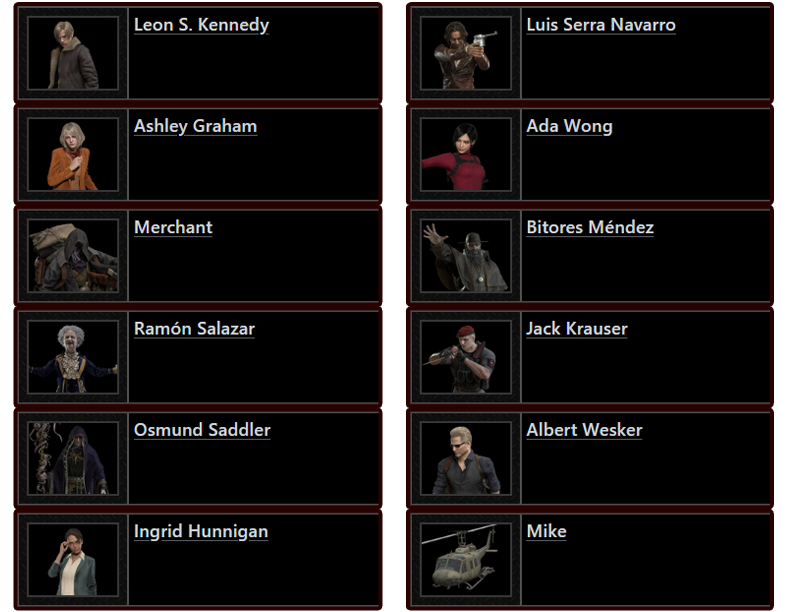 Leon S. Kennedy
Luis Serra Navarro
Ashley Graham
Ada Wong
Merchant
Bitores Méndez
Ramón Salazar
Jack Krauser
Osmund Saddler
Albert Wesker
Ingrid Hunnigan
Mike